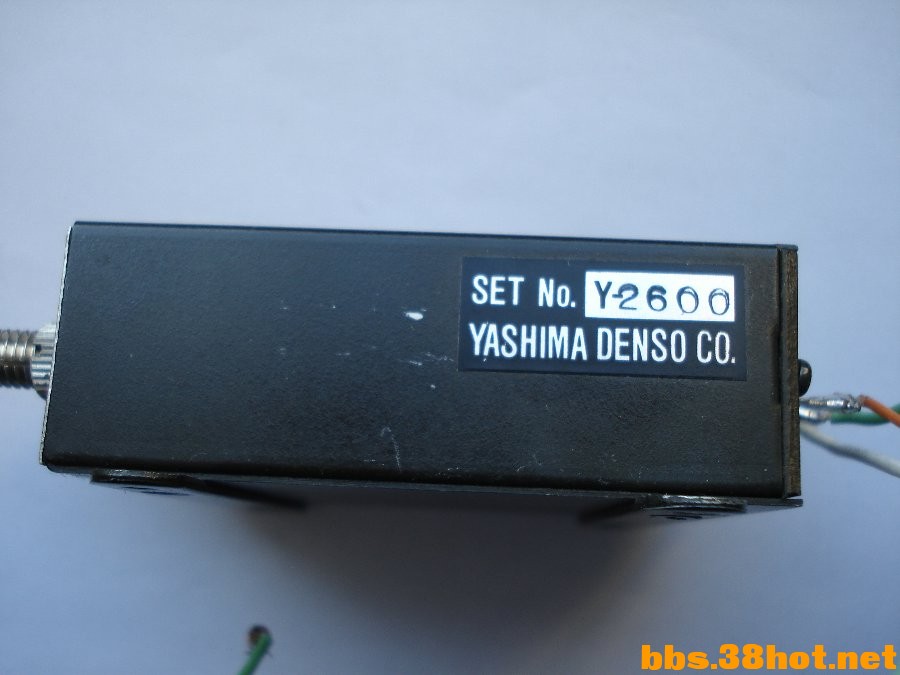 SET No. Y-2600
YASHIMA DENSO CO.
bbs.38hot.net